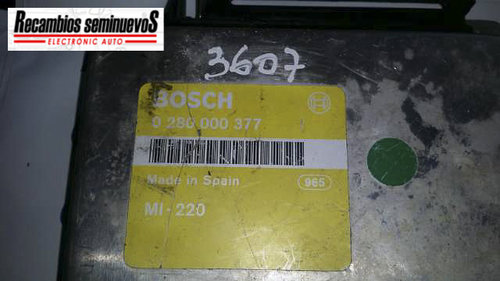 Recambios seminuevos
ELECTRONIC AUTO
3607
BOSCH
0 280 000 377
Made in Spain
965
MI-220